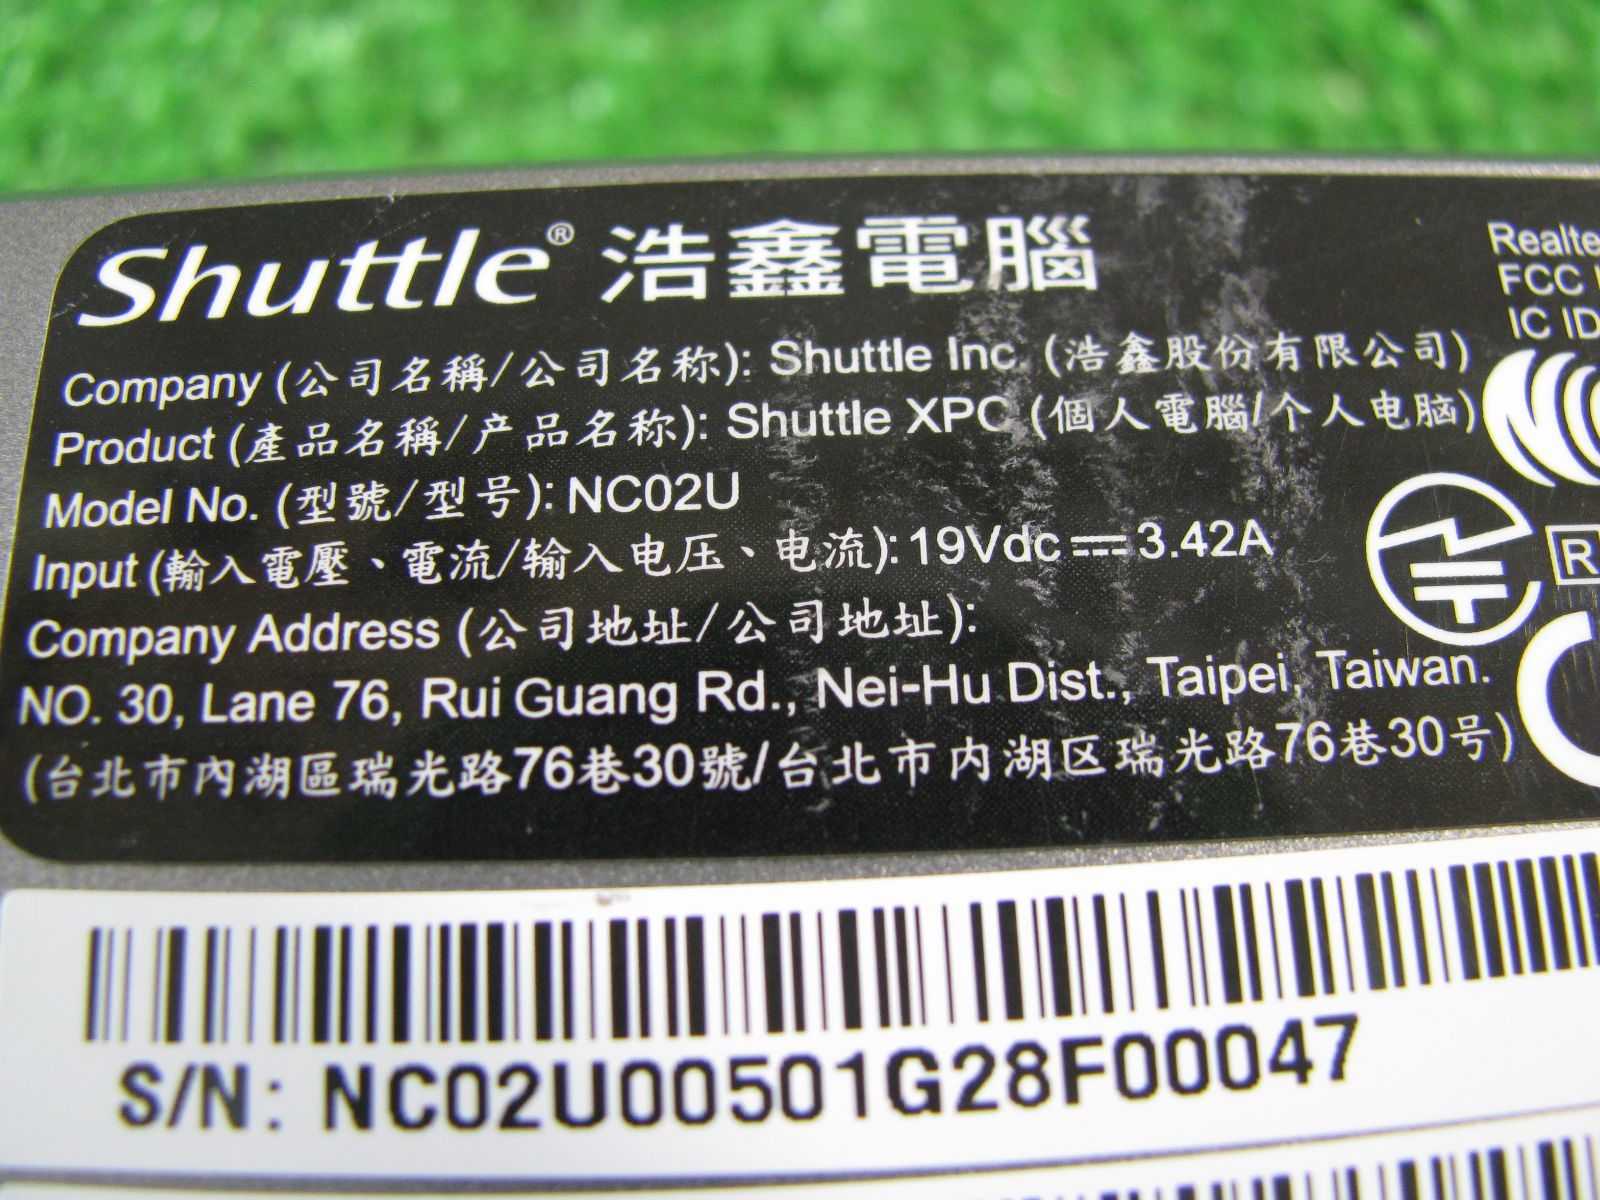 Shuttle® 浩鑫電腦
Company (公司名稱/公司名称): Shuttle Inc. (浩鑫股份有限公司)
Product (產品名稱/产品名称): Shuttle XPC (個人電腦/个人电脑)
Model No. (型號/型号): NC02U
Input (輸入電壓、電流/输入电压、电流): 19Vdc ⎓ 3.42A
Company Address (公司地址/公司地址):
NO. 30, Lane 76, Rui Guang Rd., Nei-Hu Dist., Taipei, Taiwan.
(台北市內湖區瑞光路76巷30號/台北市内湖区瑞光路76巷30号)
Realte
FCC
IC ID
R
S/N: NC02U00501G28F00047